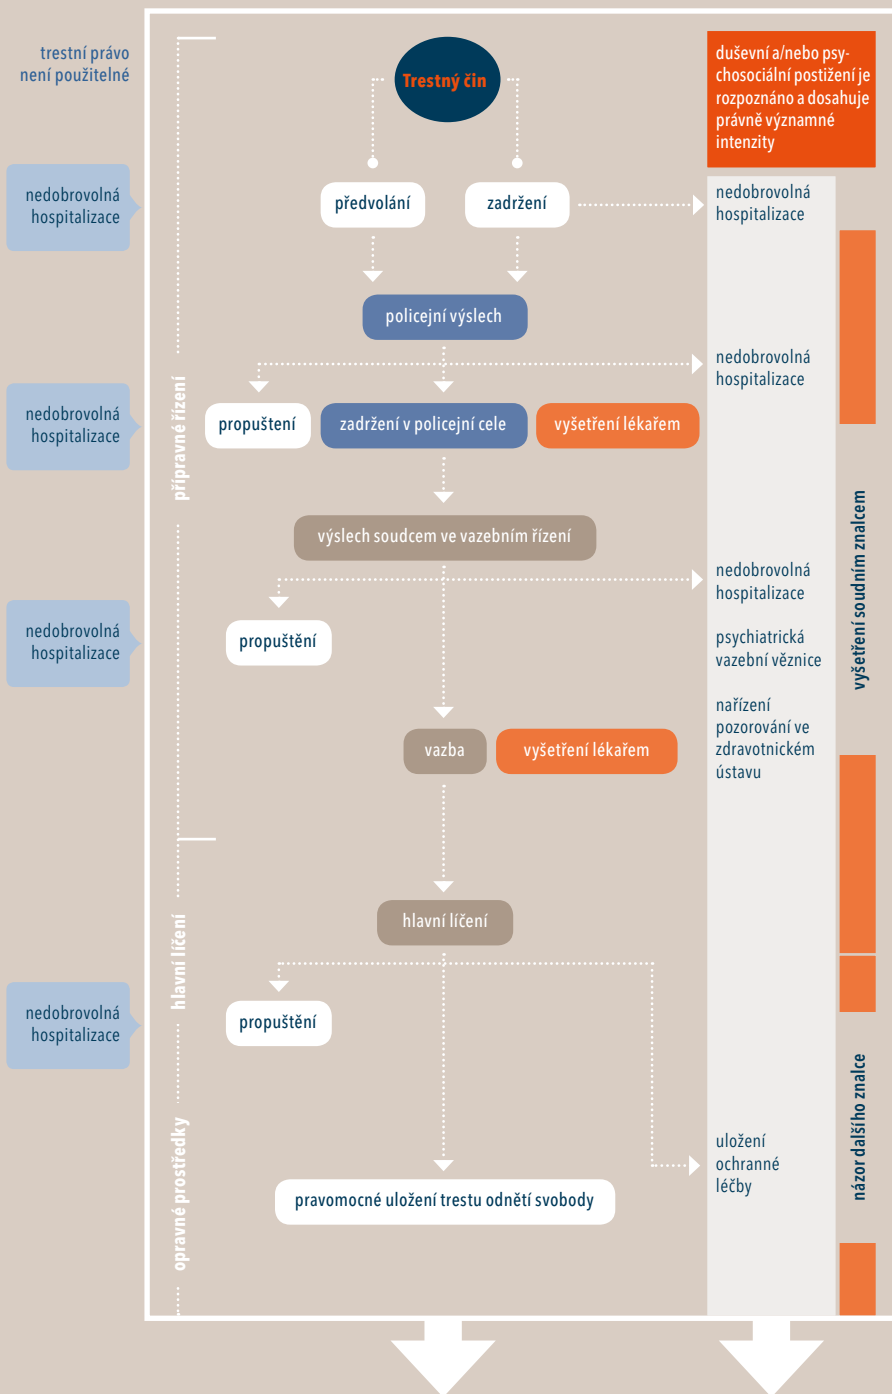 trestní právo
není použitelné
Trestný čin
duševní a/nebo psy-
chosociální postižení je
rozpoznáno a dosahuje
právně významné
intenzity
nedobrovolná
hospitalizace
předvolání
zadržení
nedobrovolná
hospitalizace
policejní výslech
nedobrovolná
hospitalizace
nedobrovolná
hospitalizace
propuštení
zadržení v policejní cele
vyšetření lékařem
přípravné řízení
výslech soudcem ve vazebním řízení
nedobrovolná
hospitalizace
nedobrovolná
hospitalizace
propuštění
psychiatrická
vazební věznice
nařízení
pozorování ve
zdravotnickém
ústavu
vyšetření soudním znalcem
vazba
vyšetření lékařem
hlavní líčení
hlavní líčení
nedobrovolná
hospitalizace
propuštění
opravné prostředky
uložení
ochranné
léčby
názor dalšího znalce
pravomocné uložení trestu odnětí svobody